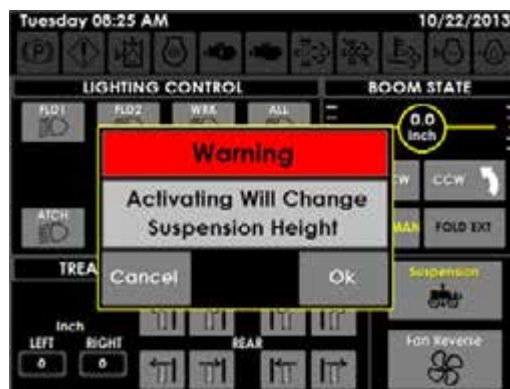 Tuesday 08:25 AM 10/22/2013
LIGHTING CONTROL BOOM STATE
FLD1 FLD2 WRK ALL
0.0
Inch
Warning
Activating Will Change
Suspension Height
Cancel Ok
CW CCW
ATCH MAN FOLD EXT
TREA
Suspension
Inch
LEFT RIGHT REAR
0 0
Fan Reverse